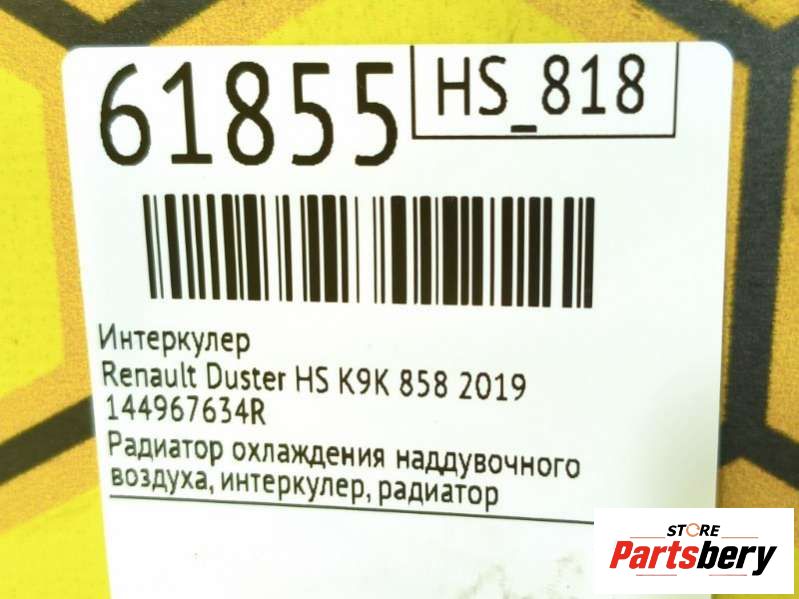 61855
HS_818
Интеркулер
Renault Duster HS K9K 858 2019
144967634R
Радиатор охлаждения наддувочного
воздуха, интеркулер, радиатор
STORE
Partsbery